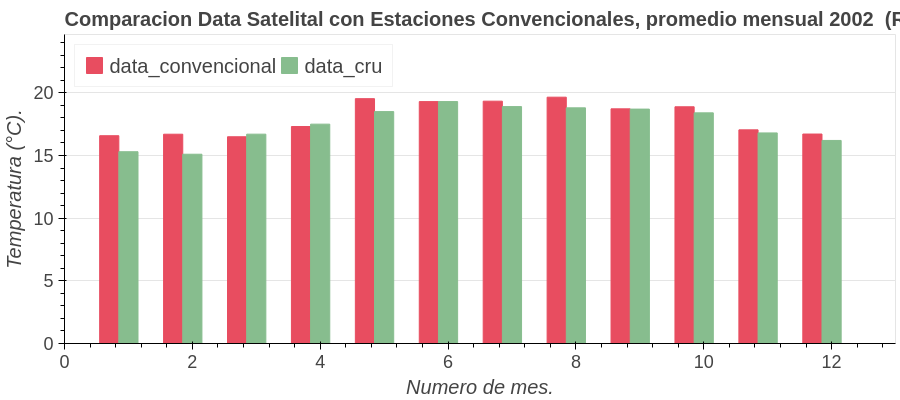 Comparacion Data Satelital con Estaciones Convencionales, promedio mensual 2002 (R
data_convencional data_cru
Temperatura (°C).
20
15
10
5
0
0 2 4 6 8 10 12
Numero de mes.